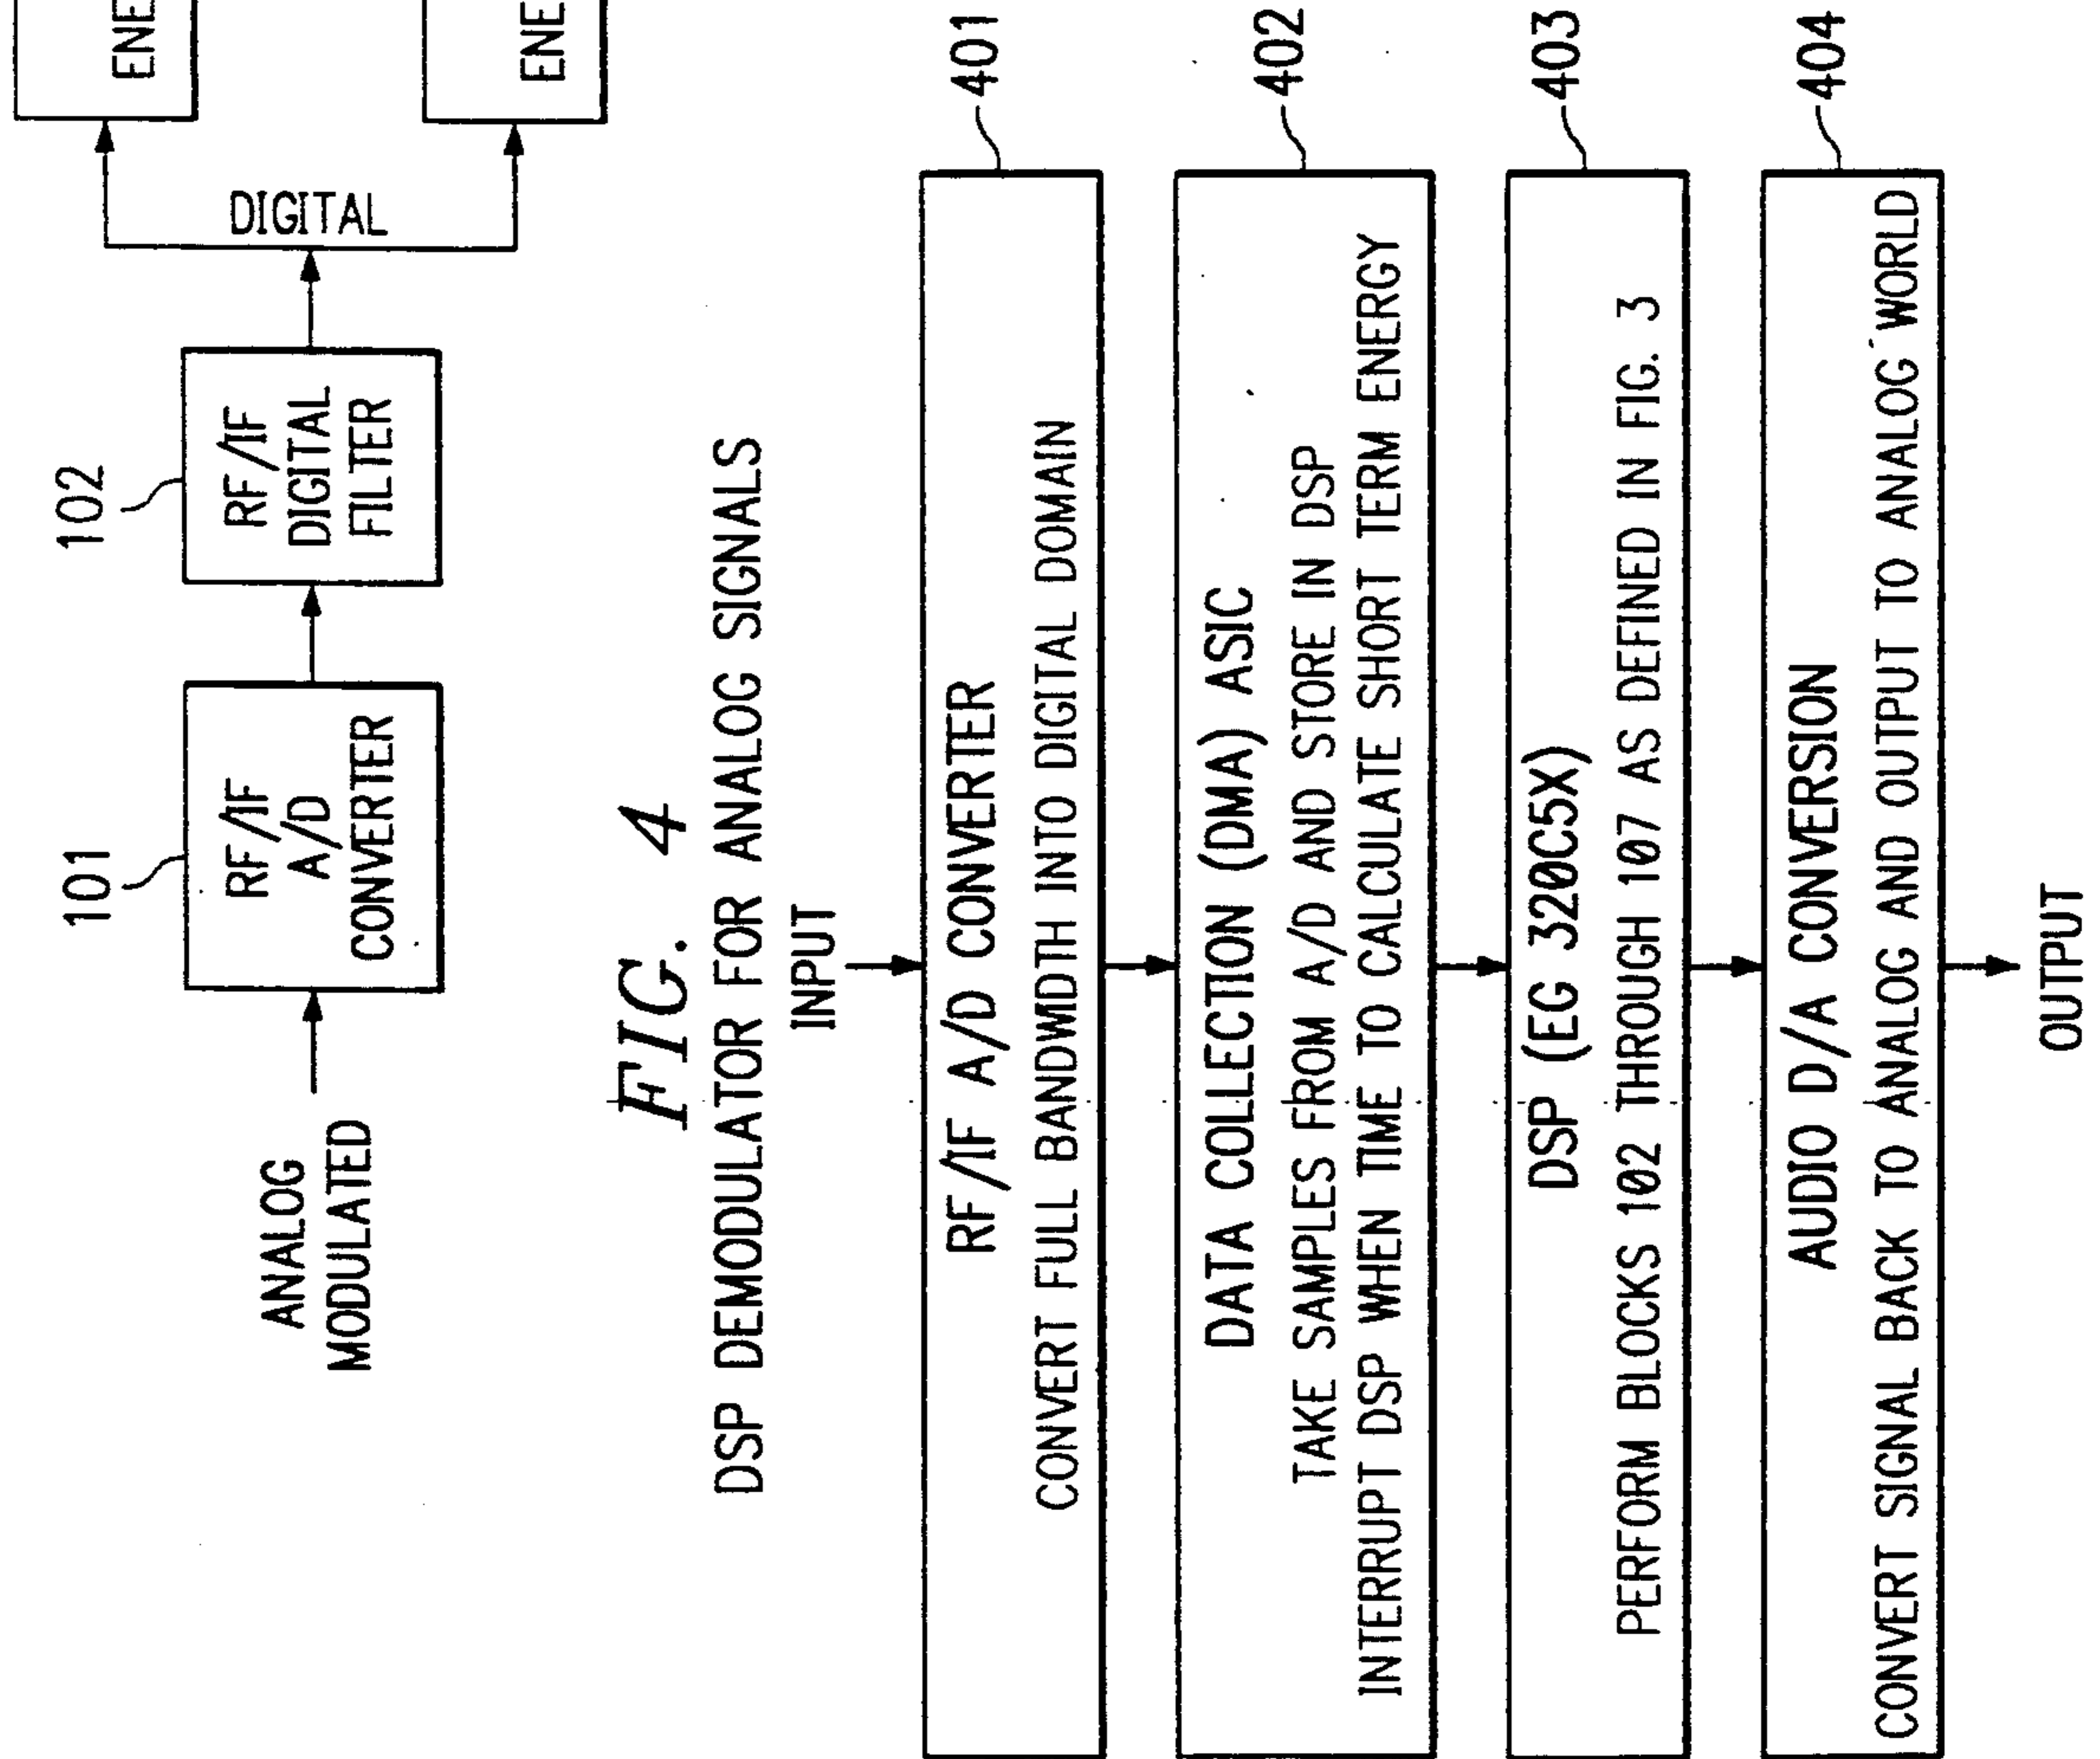 101
102
ENE
ANALOG
MODULATED
RF/IF
A/D
CONVERTER
RF/IF
DIGITAL
FILTER
DIGITAL
ENE
FIG. 4
DSP DEMODULATOR FOR ANALOG SIGNALS
INPUT
RF/IF A/D CONVERTER
401
CONVERT FULL BANDWIDTH INTO DIGITAL DOMAIN
DATA COLLECTION (DMA) ASIC
402
TAKE SAMPLES FROM A/D AND STORE IN DSP
INTERRUPT DSP WHEN TIME TO CALCULATE SHORT TERM ENERGY
DSP (EG 320C5X)
403
PERFORM BLOCKS 102 THROUGH 107 AS DEFINED IN FIG. 3
AUDIO D/A CONVERSION
404
CONVERT SIGNAL BACK TO ANALOG AND OUTPUT TO ANALOG WORLD
OUTPUT